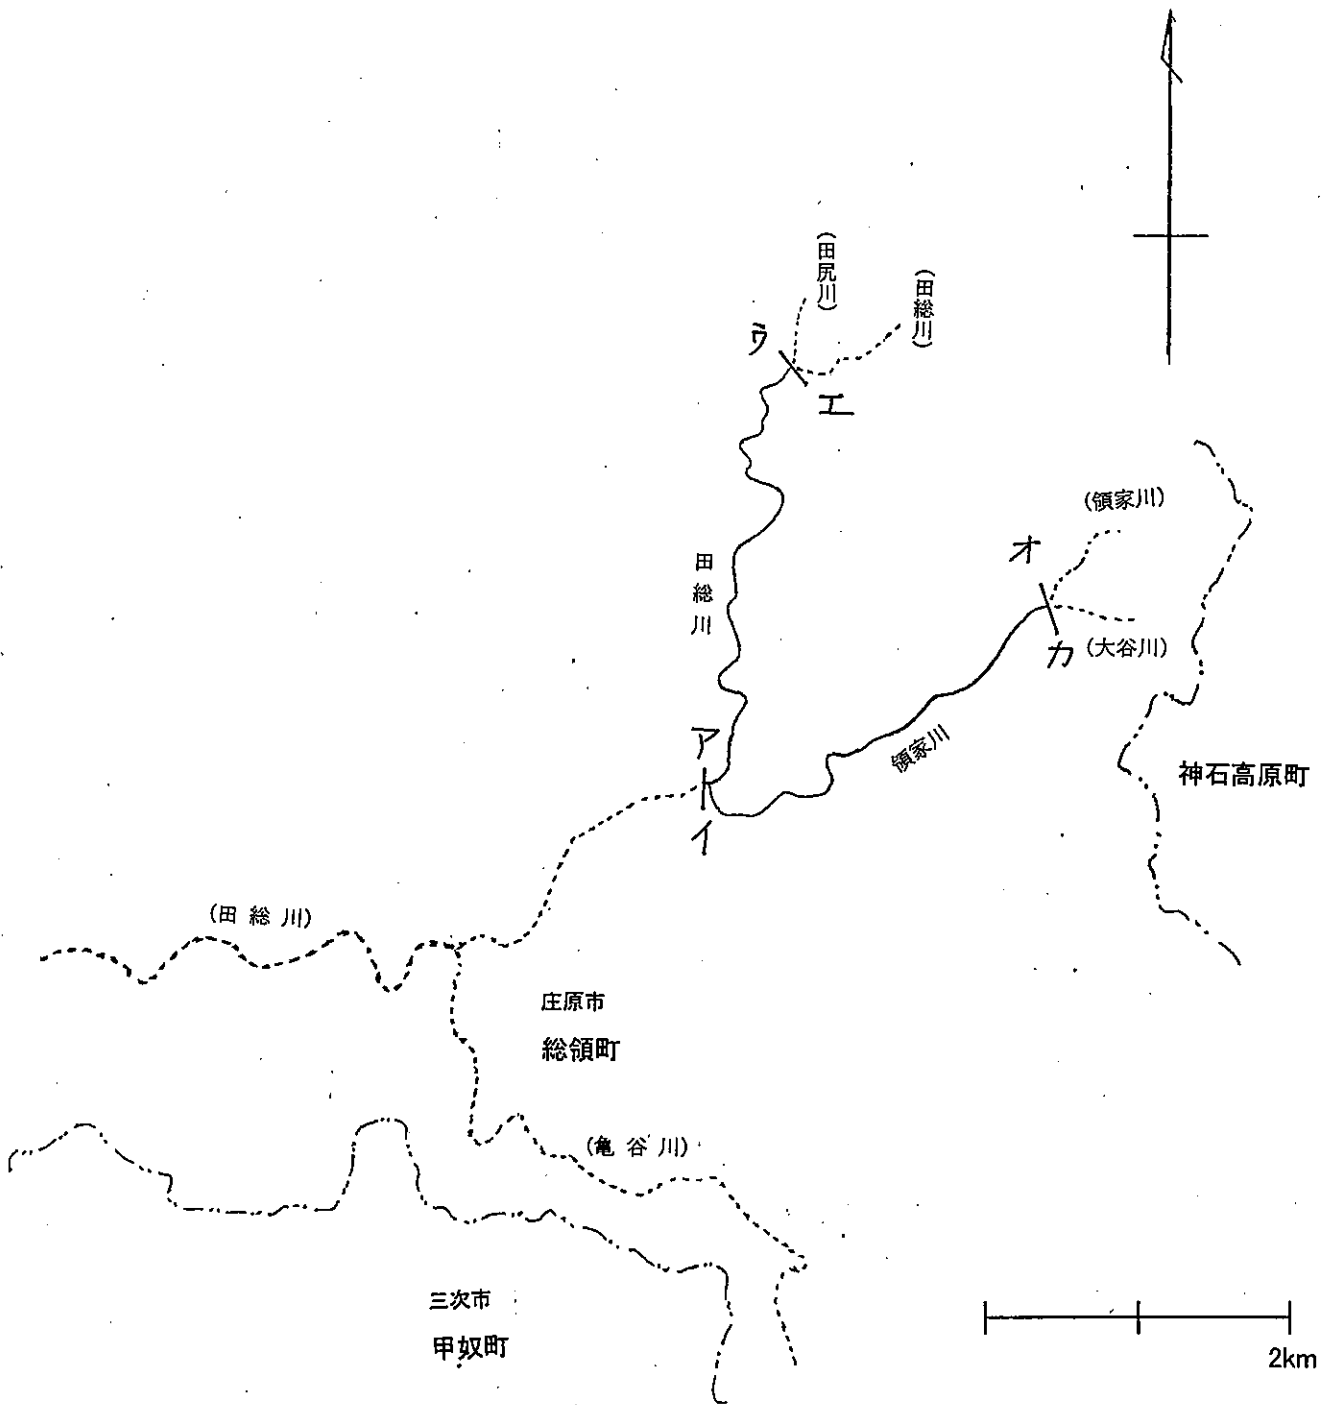 (田尻川)
(田総川)
ウ
エ
(領家川)
オ
田総川
カ
(大谷川)
ア
領家川
神石高原町
イ
(田総川)
庄原市
総領町
(亀谷川)
三次市
甲奴町
2km